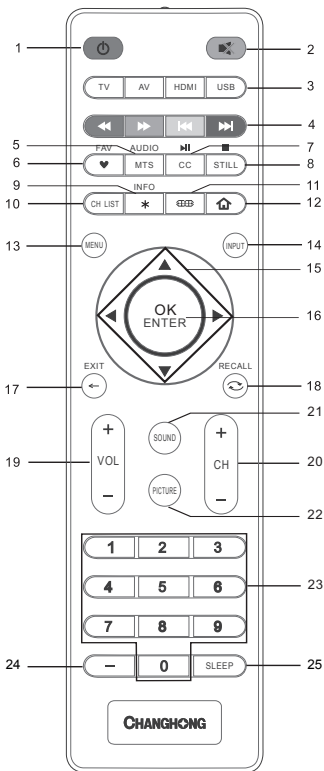 1
2
TV AV HDMI USB 3
4
5 FAV AUDIO 7
6 MTS CC STILL 8
9 INFO 11
10 CH LIST * 12
13 MENU INPUT 14
15
OK
ENTER 16
EXIT RECALL
17 18
21
+ SOUND +
19 VOL CH 20
− PICTURE −
22
1 2 3
4 5 6 23
7 8 9
24 − 0 SLEEP 25
CHANGHONG